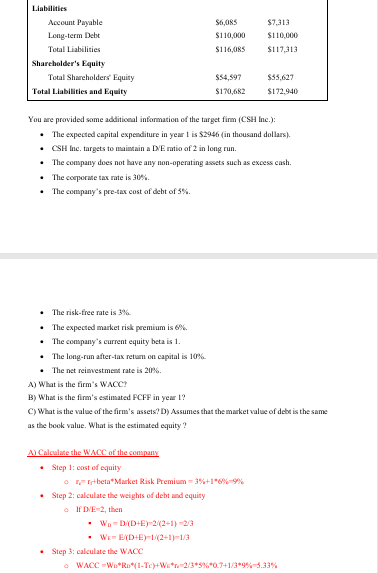 Liabilities
Account Payable $6,085 $7,313
Long-term Debt $110,000 $110,000
Total Liabilities $116,085 $117,313
Shareholder's Equity
Total Shareholders' Equity $54,597 $55,627
Total Liabilities and Equity $170,682 $172,940
You are provided some additional information of the target firm (CSH Inc.):
• The expected capital expenditure in year 1 is $2946 (in thousand dollars).
• CSH Inc. targets to maintain a D/E ratio of 2 in long run.
• The company does not have any non-operating assets such as excess cash.
• The corporate tax rate is 30%.
• The company's pre-tax cost of debt of 5%.
• The risk-free rate is 3%.
• The expected market risk premium is 6%.
• The company's current equity beta is 1.
• The long-run after-tax return on capital is 10%.
• The net reinvestment rate is 20%.
A) What is the firm's WACC?
B) What is the firm's estimated FCFF in year 1?
C) What is the value of the firm's assets? D) Assumes that the market value of debt is the same
as the book value. What is the estimated equity ?
A) Calculate the WACC of the company
• Step 1: cost of equity
o rₑ= rf+beta*Market Risk Premium = 3%+1*6%=9%
• Step 2: calculate the weights of debt and equity
o If D/E=2, then
▪ WD = D/(D+E)=2/(2+1) =2/3
▪ WE = E/(D+E)=1/(2+1)=1/3
• Step 3: calculate the WACC
o WACC =WD*RD*(1-TC)+WE*re=2/3*5%*0.7+1/3*9%=5.33%